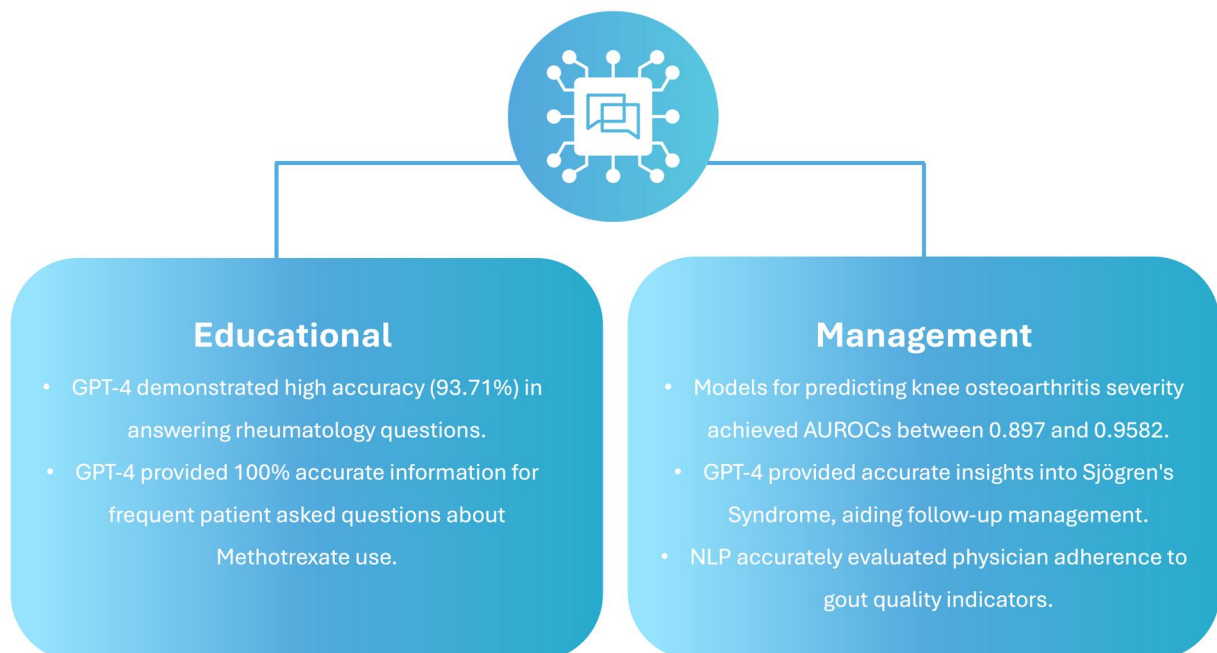 Educational
• GPT-4 demonstrated high accuracy (93.71%) in
answering rheumatology questions.
• GPT-4 provided 100% accurate information for
frequent patient asked questions about
Methotrexate use.
Management
• Models for predicting knee osteoarthritis severity
achieved AUROCs between 0.897 and 0.9582.
• GPT-4 provided accurate insights into Sjögren's
Syndrome, aiding follow-up management.
• NLP accurately evaluated physician adherence to
gout quality indicators.